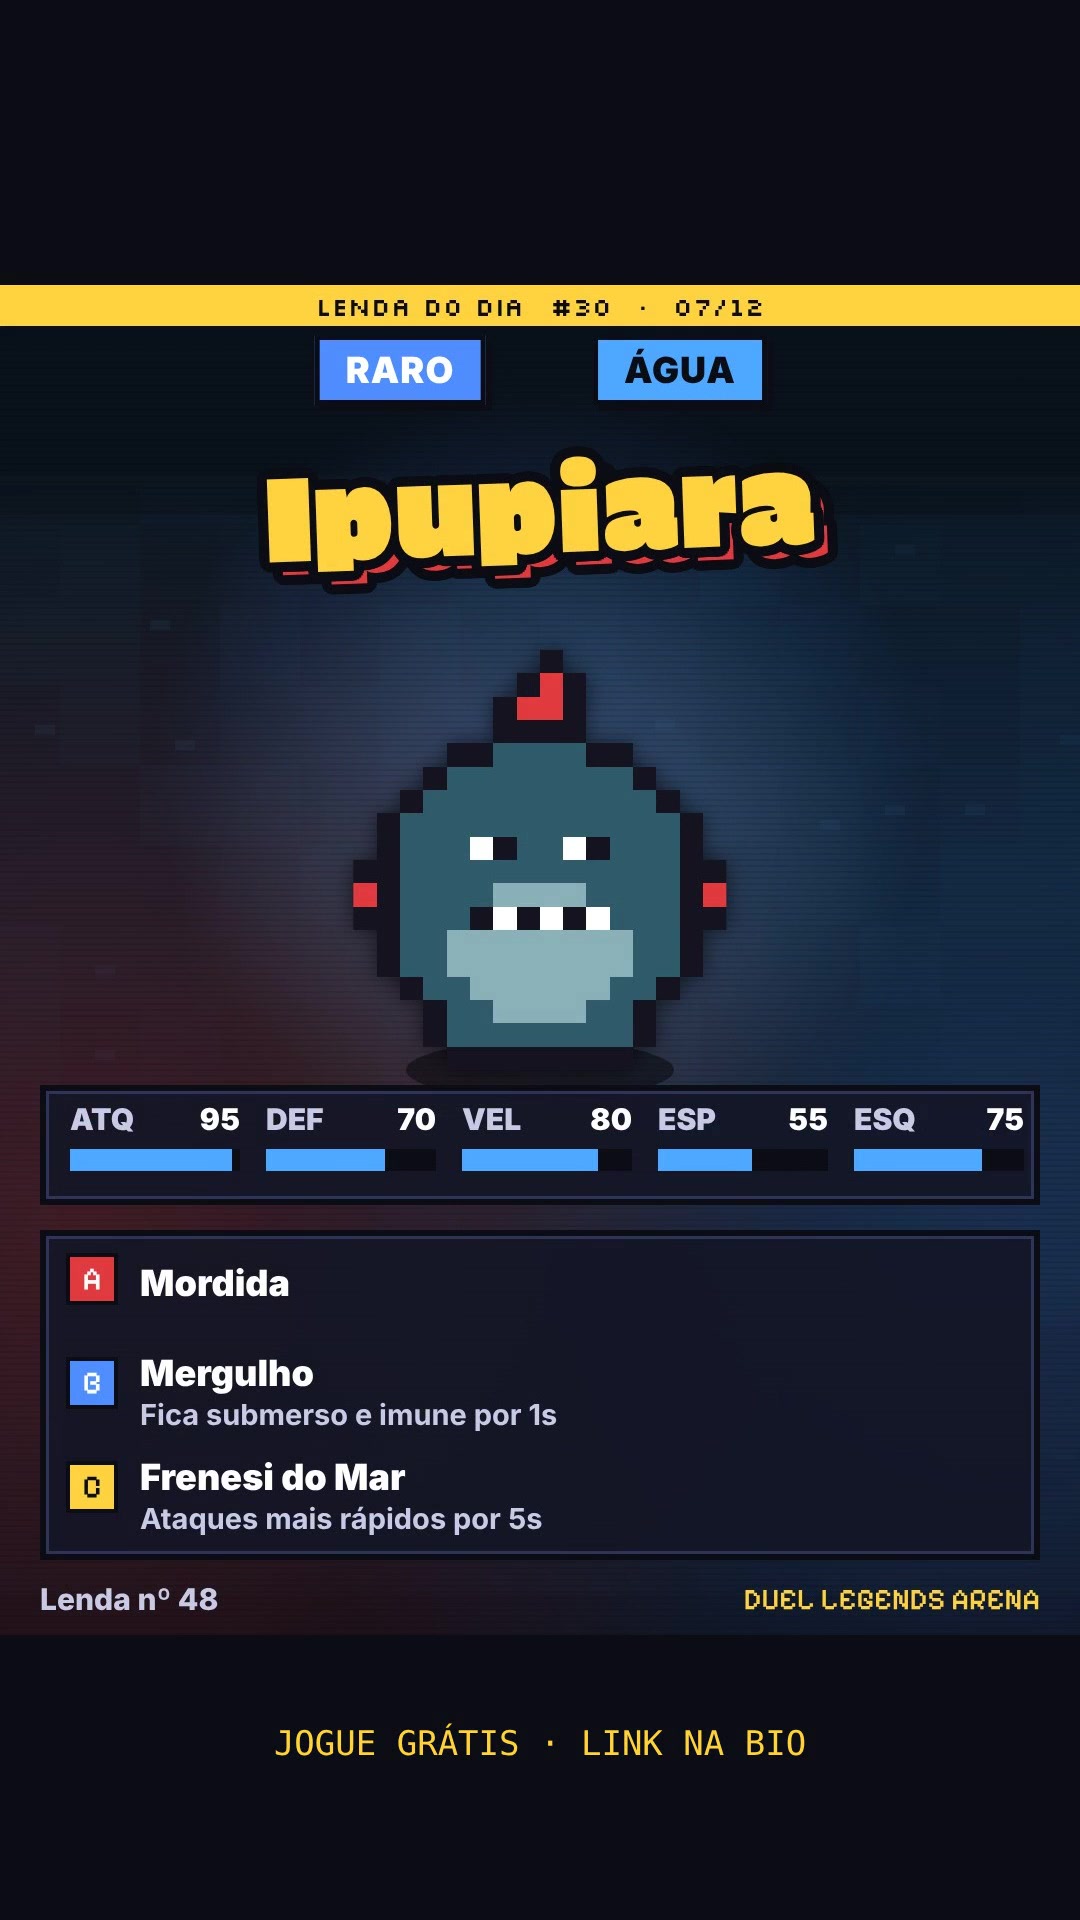 LENDA DO DIA #30 · 07/12
RARO ÁGUA
Ipupiara
ATQ 95 DEF 70 VEL 80 ESP 55 ESQ 75
A Mordida
B Mergulho
Fica submerso e imune por 1s
C Frenesi do Mar
Ataques mais rápidos por 5s
Lenda nº 48 DUEL LEGENDS ARENA
JOGUE GRÁTIS · LINK NA BIO